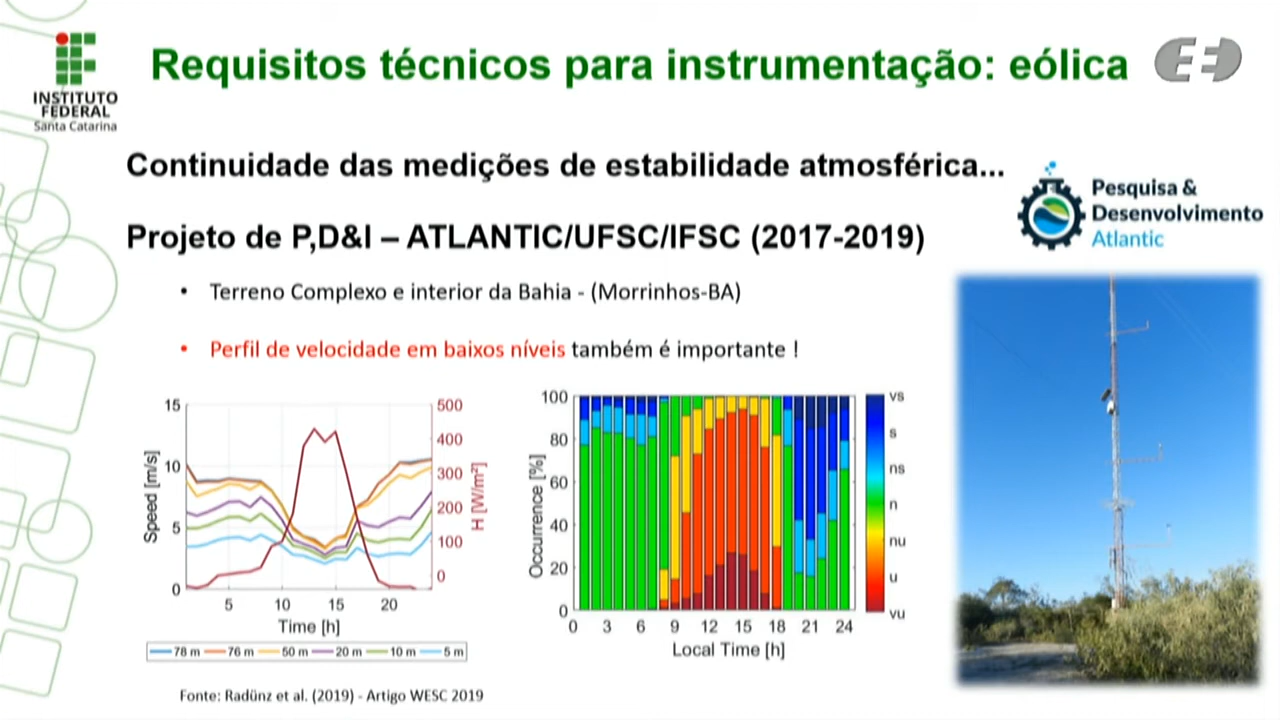 INSTITUTO
FEDERAL
Santa Catarina
Requisitos técnicos para instrumentação: eólica
Continuidade das medições de estabilidade atmosférica...
Pesquisa &
Desenvolvimento
Atlantic
Projeto de P,D&I – ATLANTIC/UFSC/IFSC (2017-2019)
• Terreno Complexo e interior da Bahia - (Morrinhos-BA)
• Perfil de velocidade em baixos níveis também é importante !
Speed [m/s]
15
10
5
0
500
400
300
200
100
0
H [W/m²]
5 10 15 20
Time [h]
78 m 76 m 50 m 20 m 10 m 5 m
Occurrence [%]
100
80
60
40
20
0
0 3 6 9 12 15 18 21 24
Local Time [h]
vs
s
ns
n
nu
u
vu
Fonte: Radünz et al. (2019) - Artigo WESC 2019